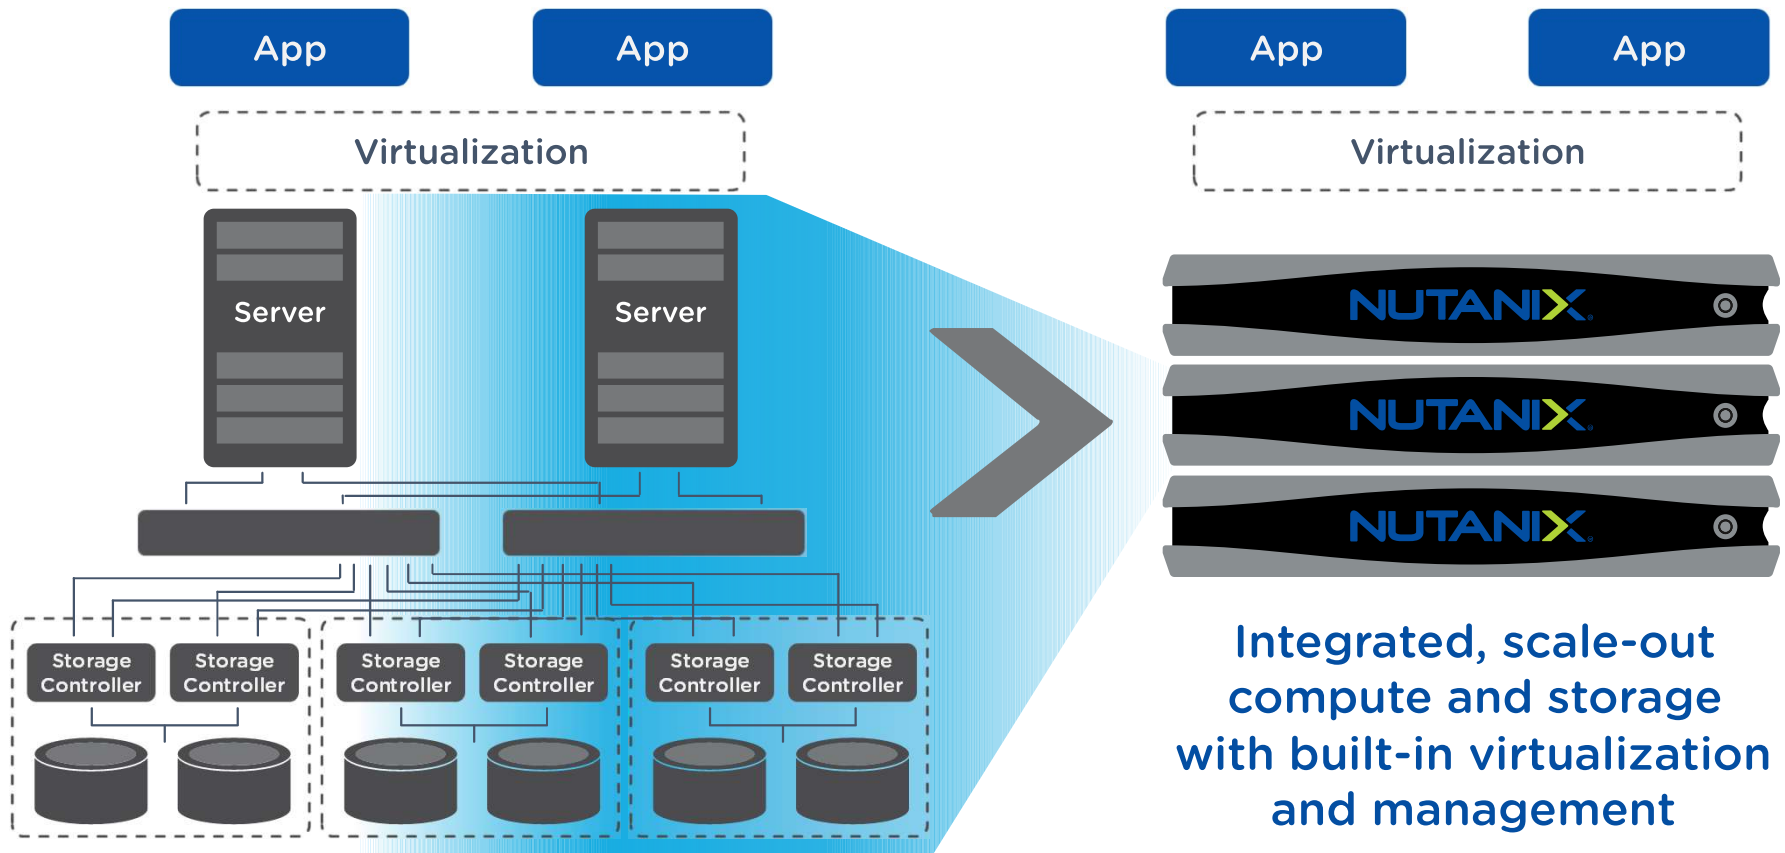 App
App
Virtualization
Server
Server
Storage
Controller
Storage
Controller
Storage
Controller
Storage
Controller
Storage
Controller
Storage
Controller
App
App
Virtualization
NUTANIX
NUTANIX
NUTANIX
Integrated, scale-out
compute and storage
with built-in virtualization
and management